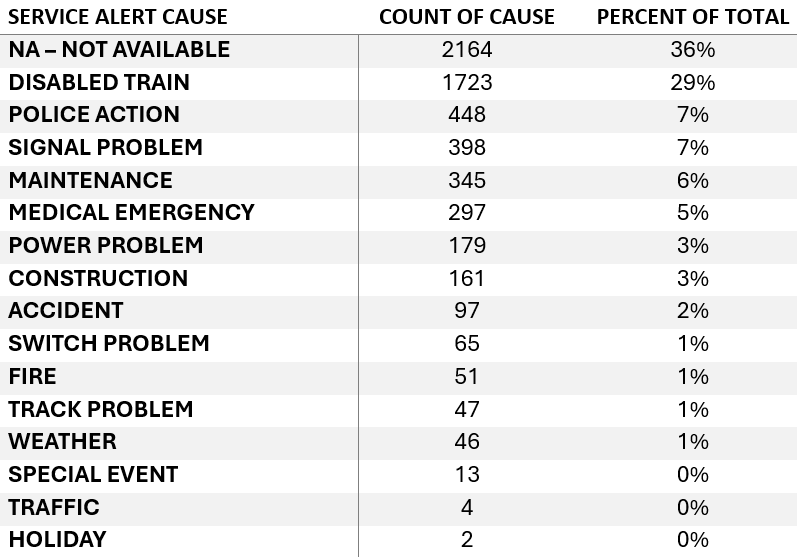 SERVICE ALERT CAUSE COUNT OF CAUSE PERCENT OF TOTAL
NA – NOT AVAILABLE 2164 36%
DISABLED TRAIN 1723 29%
POLICE ACTION 448 7%
SIGNAL PROBLEM 398 7%
MAINTENANCE 345 6%
MEDICAL EMERGENCY 297 5%
POWER PROBLEM 179 3%
CONSTRUCTION 161 3%
ACCIDENT 97 2%
SWITCH PROBLEM 65 1%
FIRE 51 1%
TRACK PROBLEM 47 1%
WEATHER 46 1%
SPECIAL EVENT 13 0%
TRAFFIC 4 0%
HOLIDAY 2 0%